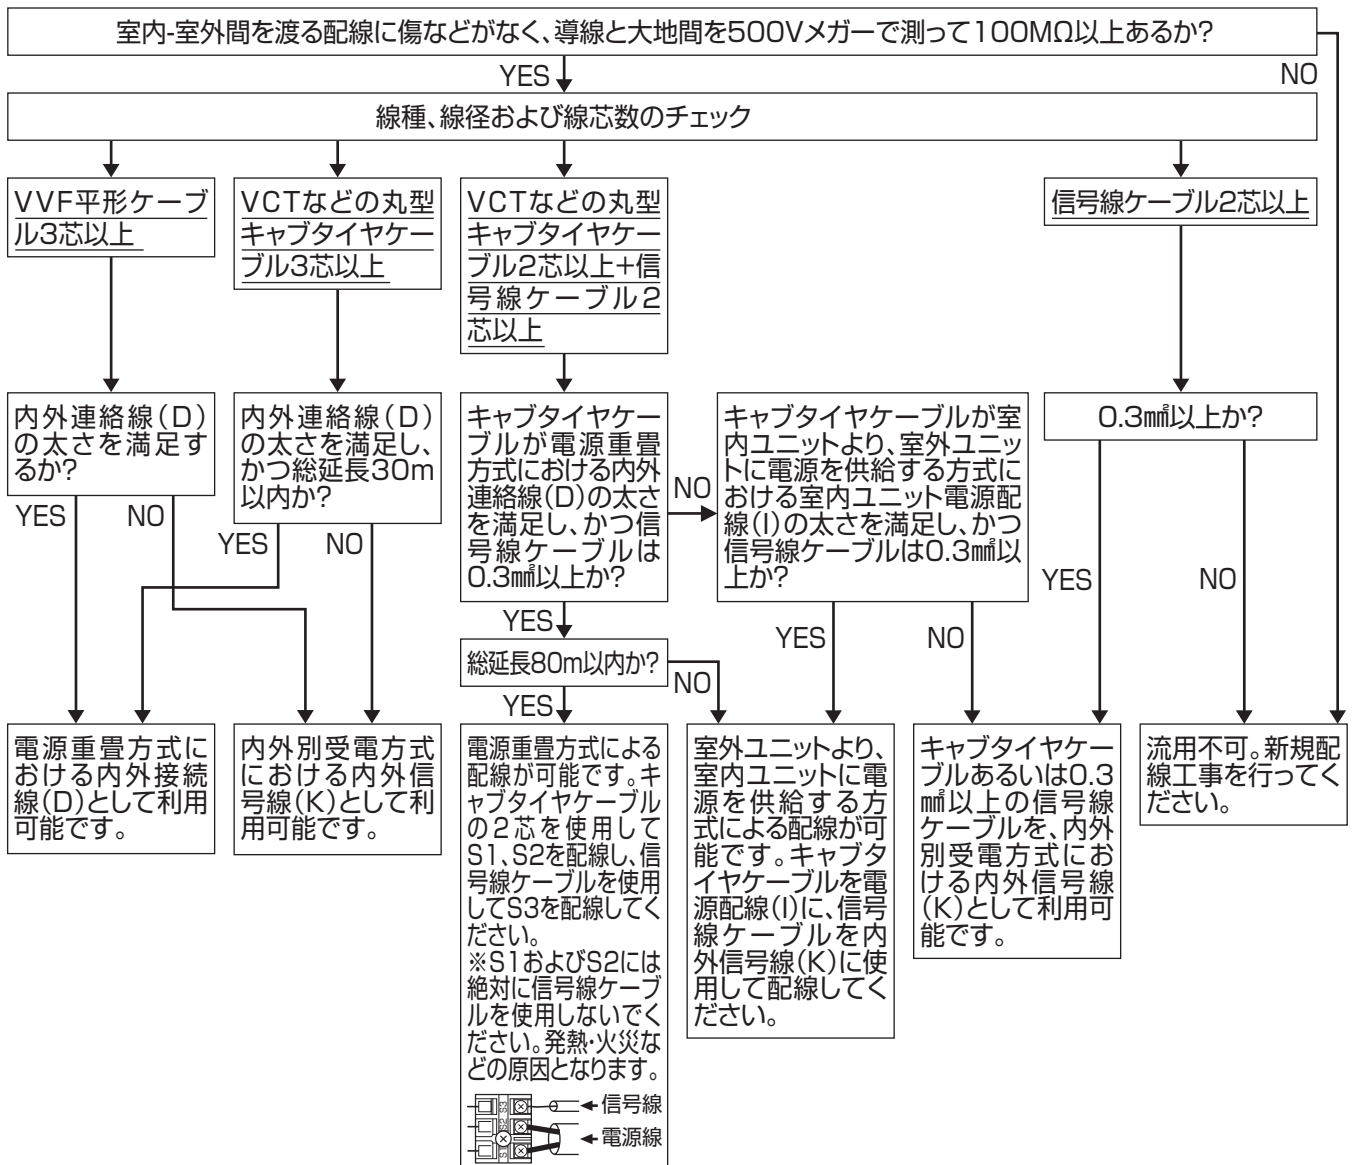 室内-室外間を渡る配線に傷などがなく、導線と大地間を500Vメガーで測って100MΩ以上あるか?
YES
NO
線種、線径および線芯数のチェック
VVF平形ケーブ
ル3芯以上
VCTなどの丸型
キャブタイヤケー
ブル3芯以上
VCTなどの丸型
キャブタイヤケー
ブル2芯以上+信
号線ケーブル2
芯以上
信号線ケーブル2芯以上
内外連絡線(D)
の太さを満足す
るか?
内外連絡線(D)
の太さを満足し、
かつ総延長30m
以内か?
キャブタイヤケー
ブルが電源重畳
方式における内外
連絡線(D)の太さ
を満足し、かつ信
号線ケーブルは
0.3㎟以上か?
NO
キャブタイヤケーブルが室
内ユニットより、室外ユニッ
トに電源を供給する方式に
おける室内ユニット電源配
線(I)の太さを満足し、かつ
信号線ケーブルは0.3㎟以
上か?
0.3㎟以上か?
YES
NO
YES
NO
YES
NO
YES
YES
NO
総延長80m以内か?
NO
YES
電源重畳方式に
おける内外接続
線(D)として利用
可能です。
内外別受電方式
における内外信
号線(K)として利
用可能です。
電源重畳方式による
配線が可能です。キ
ャブタイヤケーブル
の2芯を使用して
S1、S2を配線し、信
号線ケーブルを使用
してS3を配線してく
ださい。
※S1およびS2には
絶対に信号線ケーブ
ルを使用しないでく
ださい。発熱・火災な
どの原因となります。
S3
S2
S1
信号線
電源線
室外ユニットより、
室内ユニットに電
源を供給する方
式による配線が可
能です。キャブタ
イヤケーブルを電
源配線(I)に、信号
線ケーブルを内
外信号線(K)に使
用して配線してく
ださい。
キャブタイヤケー
ブルあるいは0.3
㎟以上の信号線
ケーブルを、内外
別受電方式にお
ける内外信号線
(K)として利用可
能です。
流用不可。新規配
線工事を行ってく
ださい。